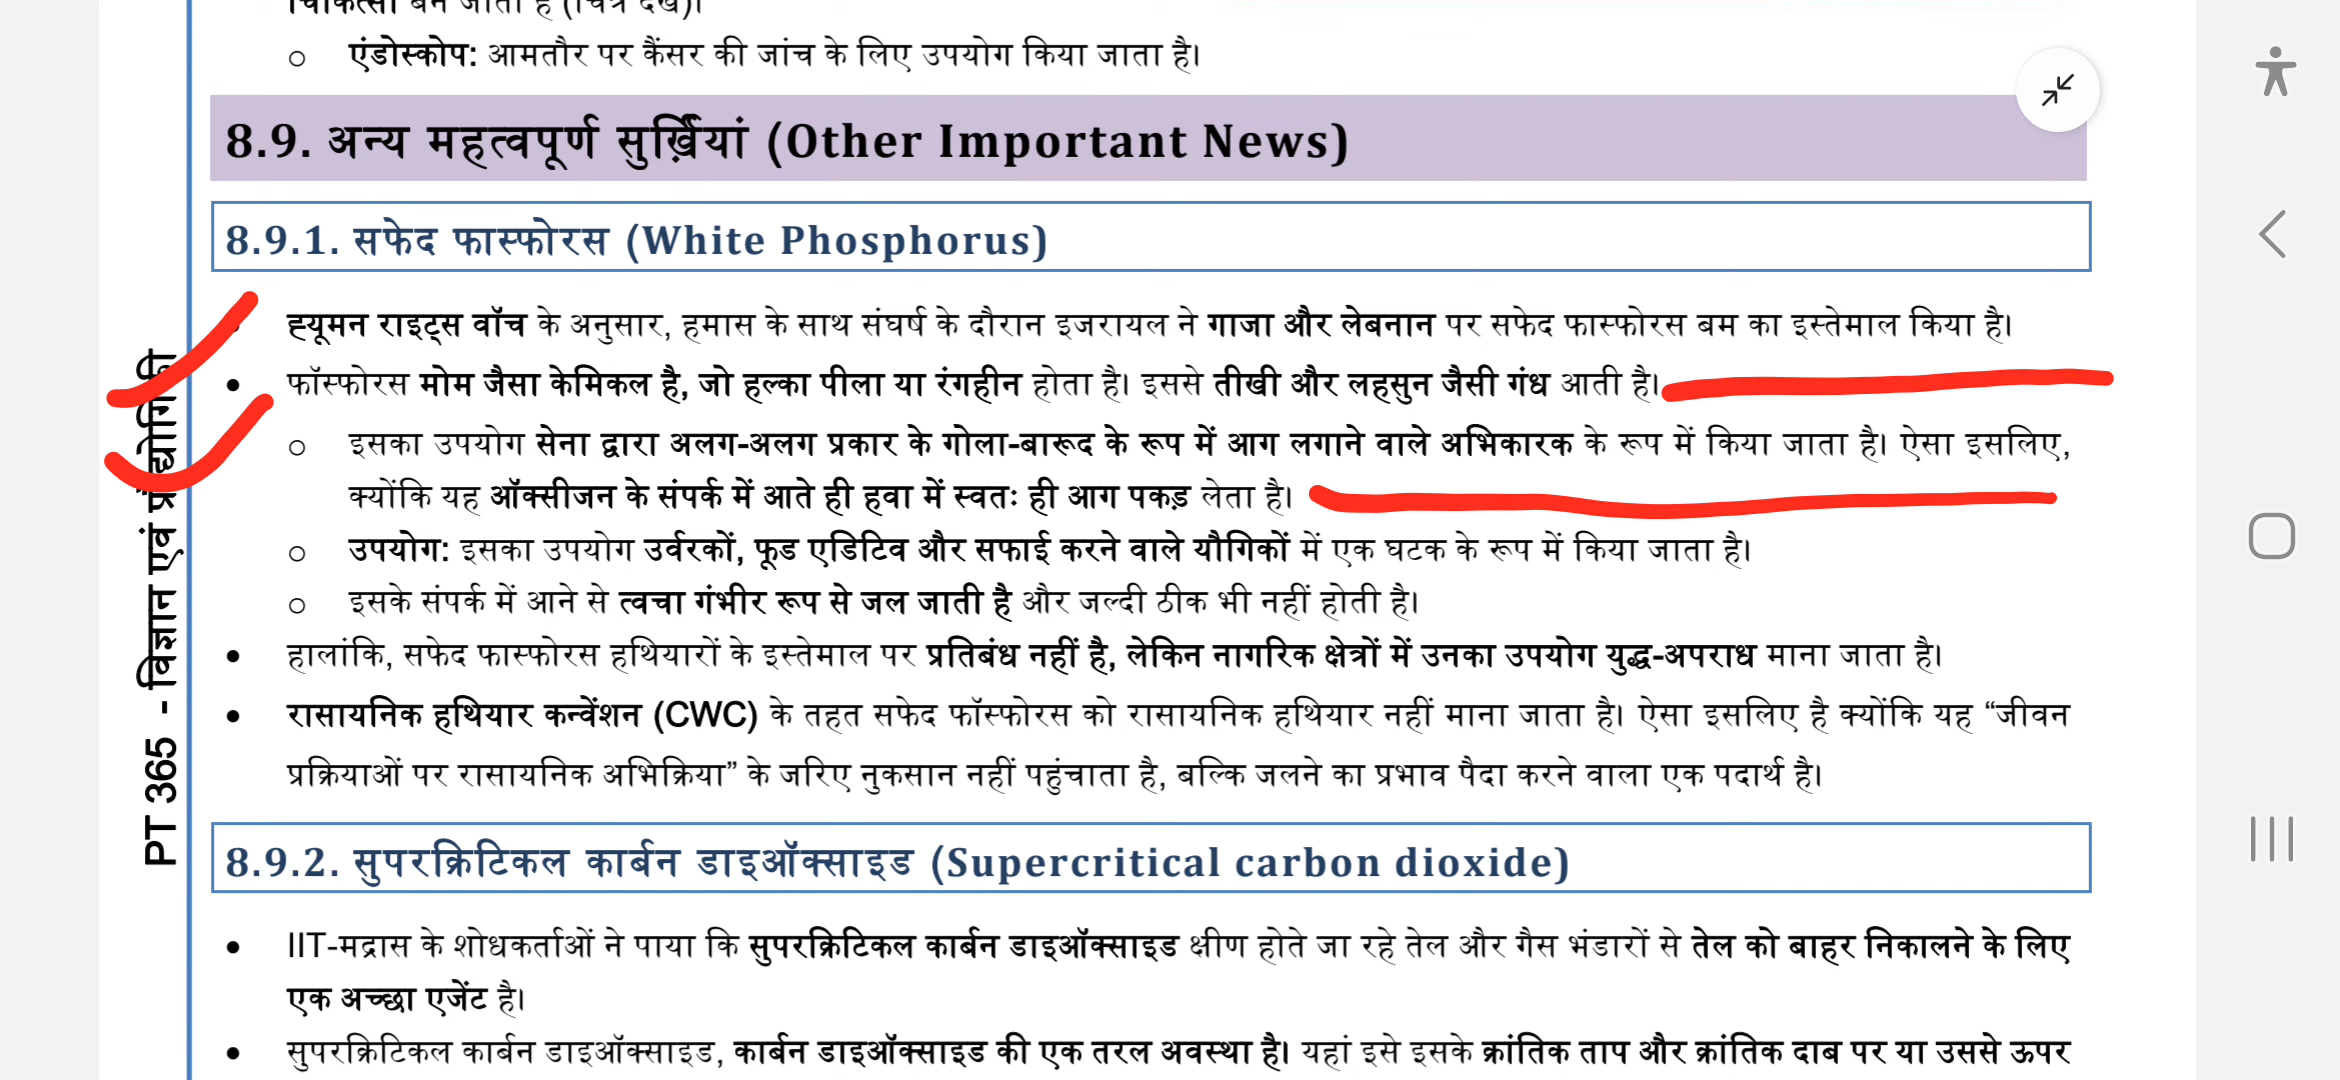 चिकित्सा बन जाता है (चित्र देखें)।
○ एंडोस्कोप: आमतौर पर कैंसर की जांच के लिए उपयोग किया जाता है।
8.9. अन्य महत्वपूर्ण सुर्ख़ियां (Other Important News)
8.9.1. सफेद फास्फोरस (White Phosphorus)
ह्यूमन राइट्स वॉच के अनुसार, हमास के साथ संघर्ष के दौरान इजरायल ने गाजा और लेबनान पर सफेद फास्फोरस बम का इस्तेमाल किया है।
• फॉस्फोरस मोम जैसा केमिकल है, जो हल्का पीला या रंगहीन होता है। इससे तीखी और लहसुन जैसी गंध आती है।
○ इसका उपयोग सेना द्वारा अलग-अलग प्रकार के गोला-बारूद के रूप में आग लगाने वाले अभिकारक के रूप में किया जाता है। ऐसा इसलिए,
क्योंकि यह ऑक्सीजन के संपर्क में आते ही हवा में स्वतः ही आग पकड़ लेता है।
○ उपयोग: इसका उपयोग उर्वरकों, फूड एडिटिव और सफाई करने वाले यौगिकों में एक घटक के रूप में किया जाता है।
○ इसके संपर्क में आने से त्वचा गंभीर रूप से जल जाती है और जल्दी ठीक भी नहीं होती है।
• हालांकि, सफेद फास्फोरस हथियारों के इस्तेमाल पर प्रतिबंध नहीं है, लेकिन नागरिक क्षेत्रों में उनका उपयोग युद्ध-अपराध माना जाता है।
• रासायनिक हथियार कन्वेंशन (CWC) के तहत सफेद फॉस्फोरस को रासायनिक हथियार नहीं माना जाता है। ऐसा इसलिए है क्योंकि यह “जीवन
प्रक्रियाओं पर रासायनिक अभिक्रिया” के जरिए नुकसान नहीं पहुंचाता है, बल्कि जलने का प्रभाव पैदा करने वाला एक पदार्थ है।
8.9.2. सुपरक्रिटिकल कार्बन डाइऑक्साइड (Supercritical carbon dioxide)
• IIT-मद्रास के शोधकर्ताओं ने पाया कि सुपरक्रिटिकल कार्बन डाइऑक्साइड क्षीण होते जा रहे तेल और गैस भंडारों से तेल को बाहर निकालने के लिए
एक अच्छा एजेंट है।
• सुपरक्रिटिकल कार्बन डाइऑक्साइड, कार्बन डाइऑक्साइड की एक तरल अवस्था है। यहां इसे इसके क्रांतिक ताप और क्रांतिक दाब पर या उससे ऊपर
PT 365 - विज्ञान एवं प्रौद्योगिकी